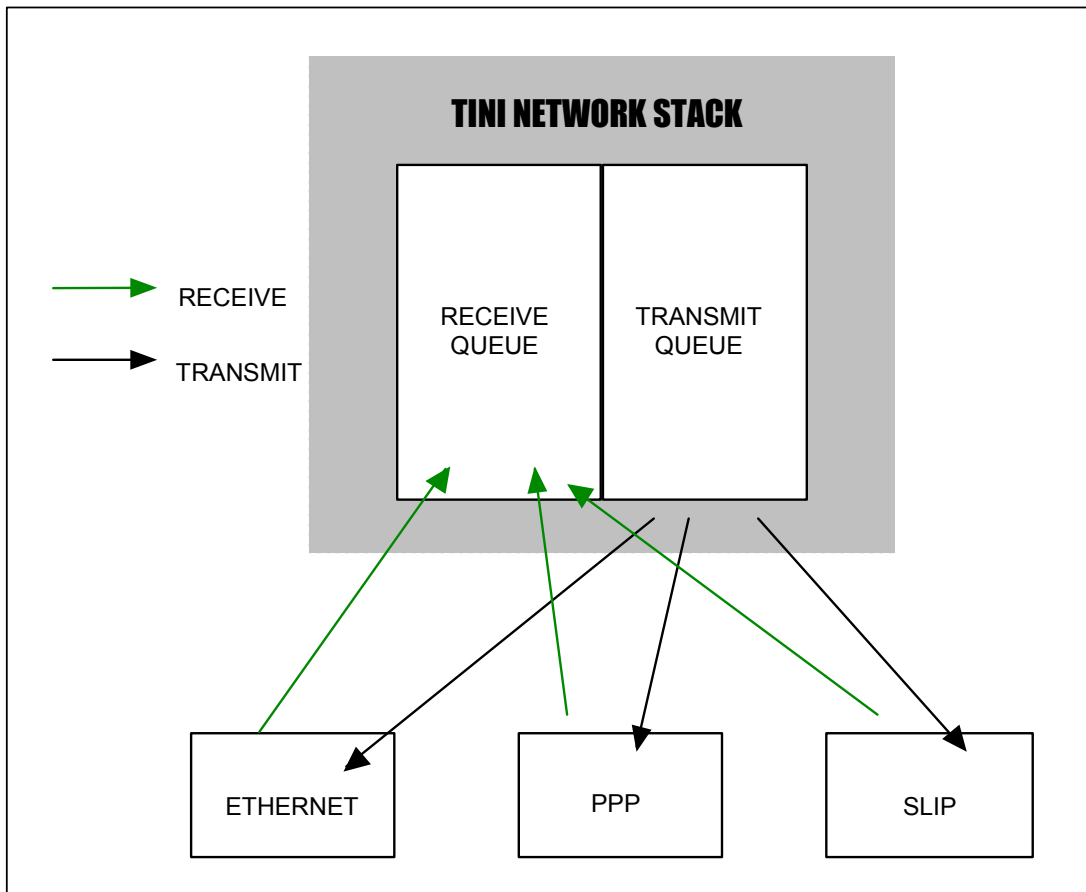 TINI NETWORK STACK
RECEIVE
TRANSMIT
RECEIVE
QUEUE
TRANSMIT
QUEUE
ETHERNET
PPP
SLIP